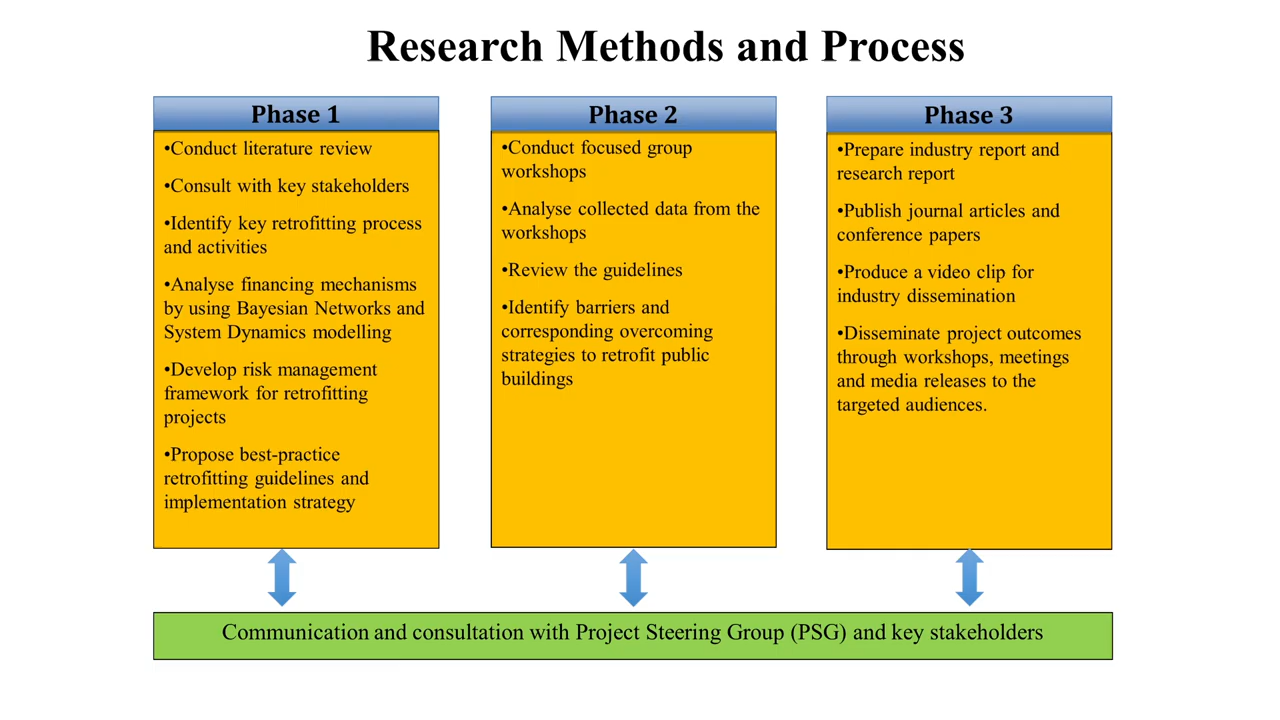 Research Methods and Process
Phase 1
•Conduct literature review
•Consult with key stakeholders
•Identify key retrofitting process
and activities
•Analyse financing mechanisms
by using Bayesian Networks and
System Dynamics modelling
•Develop risk management
framework for retrofitting
projects
•Propose best-practice
retrofitting guidelines and
implementation strategy
Phase 2
•Conduct focused group
workshops
•Analyse collected data from the
workshops
•Review the guidelines
•Identify barriers and
corresponding overcoming
strategies to retrofit public
buildings
Phase 3
•Prepare industry report and
research report
•Publish journal articles and
conference papers
•Produce a video clip for
industry dissemination
•Disseminate project outcomes
through workshops, meetings
and media releases to the
targeted audiences.
Communication and consultation with Project Steering Group (PSG) and key stakeholders